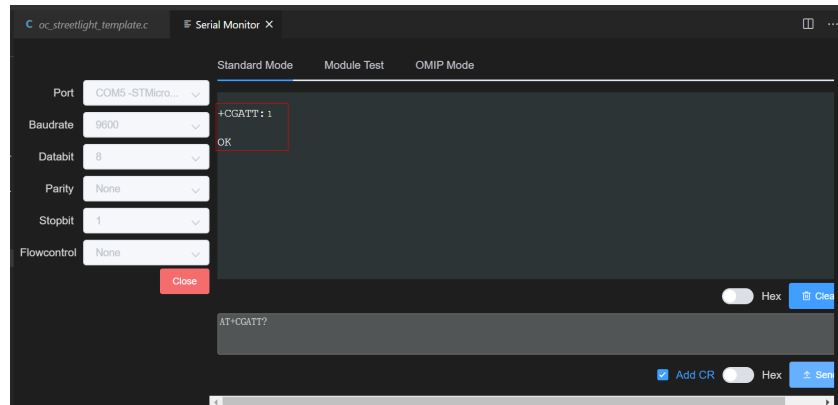 C oc_streetlight_template.c
Serial Monitor
Standard Mode Module Test OMIP Mode
Port COM5 -STMicro...
Baudrate 9600
Databit 8
Parity None
Stopbit 1
Flowcontrol None
Close
+CGATT:1
OK
Hex Clea
AT+CGATT?
Add CR Hex Sen